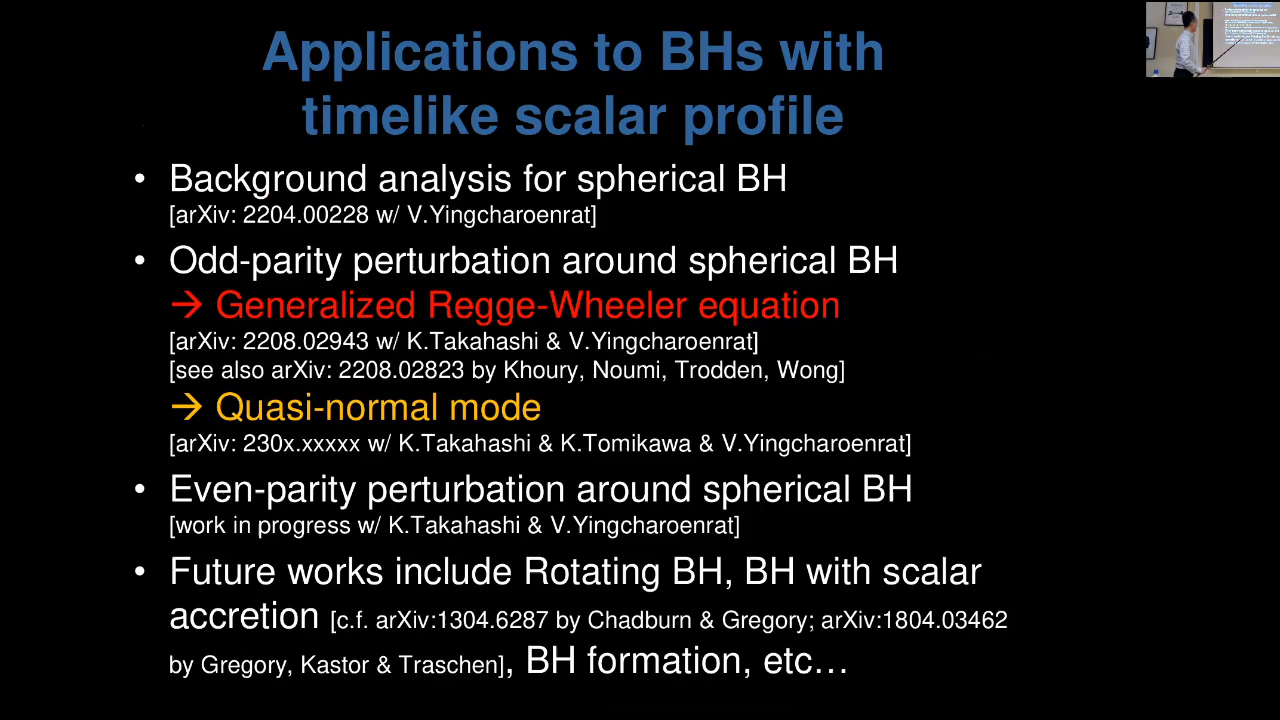 Applications to BHs with
timelike scalar profile
• Background analysis for spherical BH
[arXiv: 2204.00228 w/ V.Yingcharoenrat]
• Odd-parity perturbation around spherical BH
→ Generalized Regge-Wheeler equation
[arXiv: 2208.02943 w/ K.Takahashi & V.Yingcharoenrat]
[see also arXiv: 2208.02823 by Khoury, Noumi, Trodden, Wong]
→ Quasi-normal mode
[arXiv: 230x.xxxxx w/ K.Takahashi & K.Tomikawa & V.Yingcharoenrat]
• Even-parity perturbation around spherical BH
[work in progress w/ K.Takahashi & V.Yingcharoenrat]
• Future works include Rotating BH, BH with scalar
accretion [c.f. arXiv:1304.6287 by Chadburn & Gregory; arXiv:1804.03462
by Gregory, Kastor & Traschen], BH formation, etc…